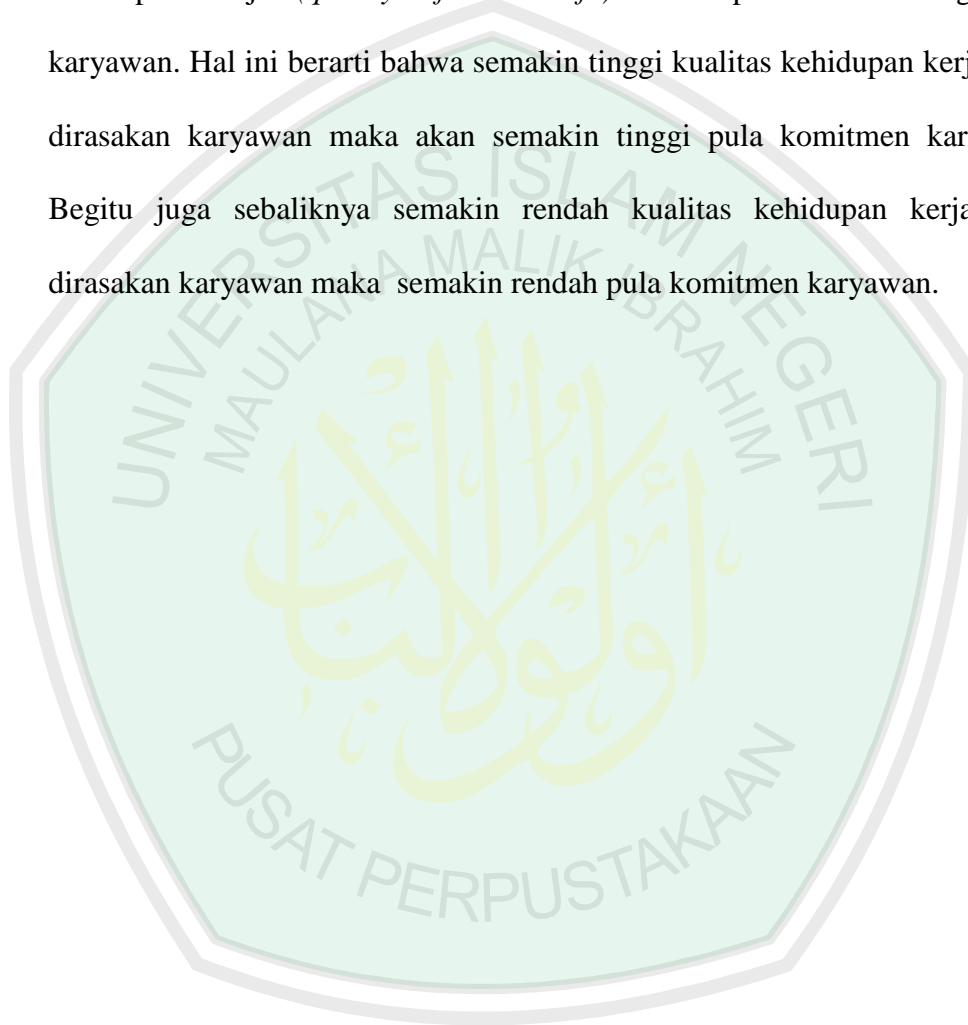 karyawan. Hal ini berarti bahwa semakin tinggi kualitas kehidupan kerj
dirasakan karyawan maka akan semakin tinggi pula komitmen kar
Begitu juga sebaliknya semakin rendah kualitas kehidupan kerja
dirasakan karyawan maka semakin rendah pula komitmen karyawan.
UNIVERSITAS ISLAM NEGERI
MAULANA MALIK IBRAHIM
PUSAT PERPUSTAKAAN